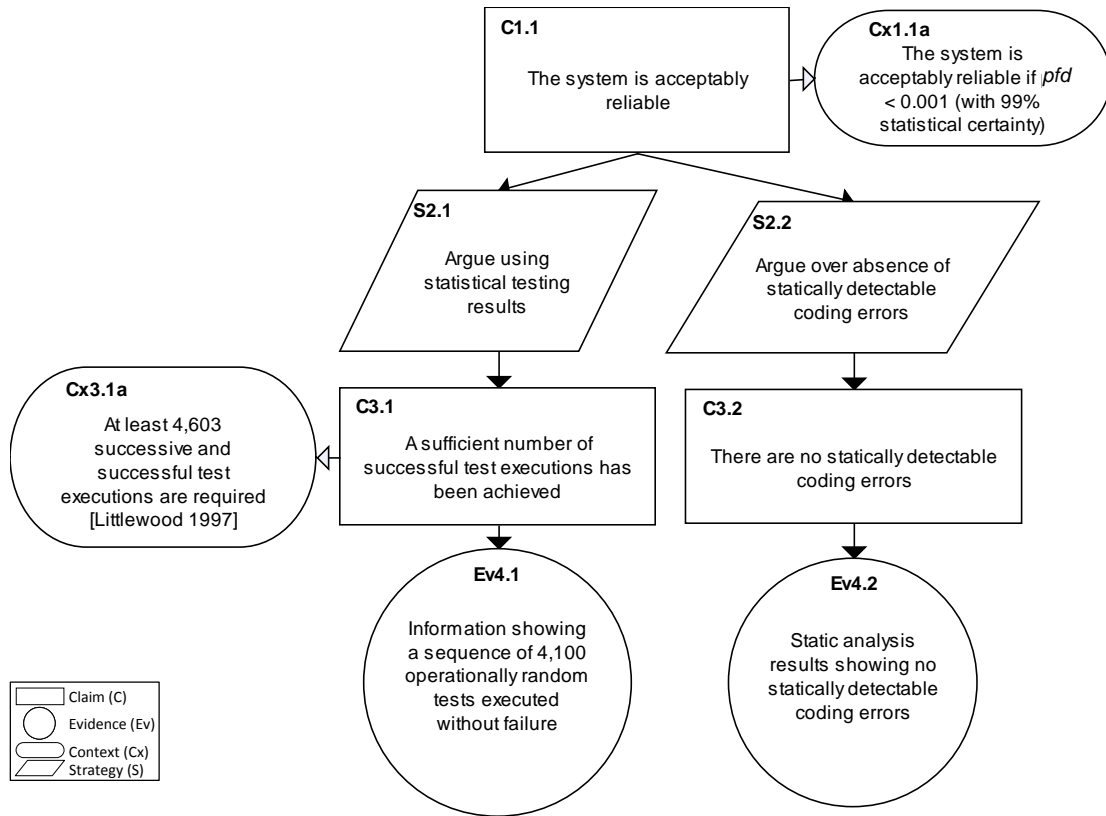 C1.1
The system is acceptably
reliable
Cx1.1a
The system is
acceptably reliable if pfd
< 0.001 (with 99%
statistical certainty)
S2.1
Argue using
statistical testing
results
S2.2
Argue over absence of
statically detectable
coding errors
Cx3.1a
At least 4,603
successive and
successful test
executions are required
[Littlewood 1997]
C3.1
A sufficient number of
successful test executions has
been achieved
C3.2
There are no statically detectable
coding errors
Ev4.1
Information showing
a sequence of 4,100
operationally random
tests executed
without failure
Ev4.2
Static analysis
results showing no
statically detectable
coding errors
Claim (C)
Evidence (Ev)
Context (Cx)
Strategy (S)